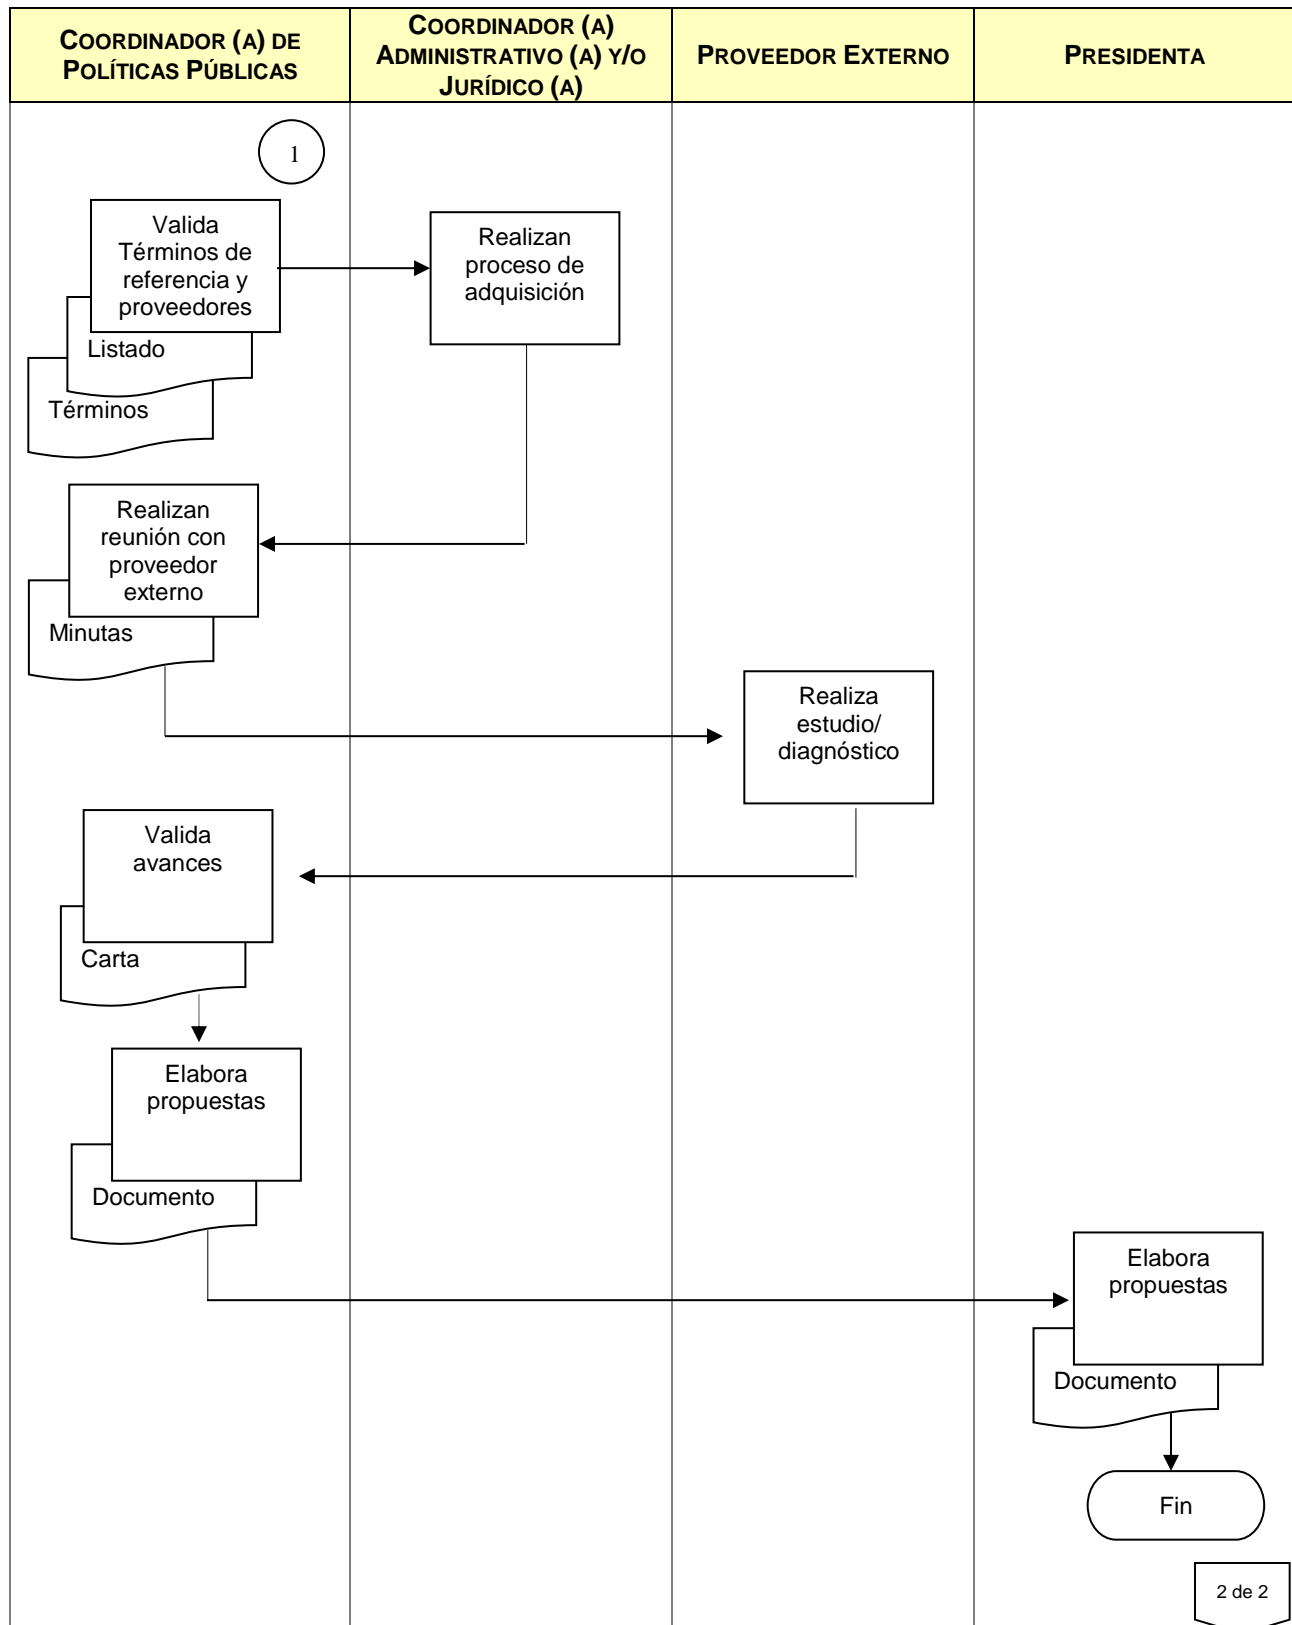 COORDINADOR (A) DE
POLÍTICAS PÚBLICAS
COORDINADOR (A)
ADMINISTRATIVO (A) Y/O
JURÍDICO (A)
PROVEEDOR EXTERNO
PRESIDENTA
1
Valida
Términos de
referencia y
proveedores
Listado
Términos
Realizan
proceso de
adquisición
Realizan
reunión con
proveedor
externo
Minutas
Realiza
estudio/
diagnóstico
Valida
avances
Carta
Elabora
propuestas
Documento
Elabora
propuestas
Documento
Fin
2 de 2